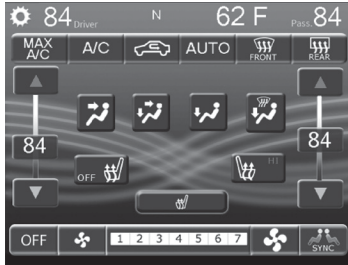 84 Driver N 62 F Pass. 84
MAX A/C A/C AUTO FRONT REAR
84 84
OFF HI
OFF 1 2 3 4 5 6 7 SYNC